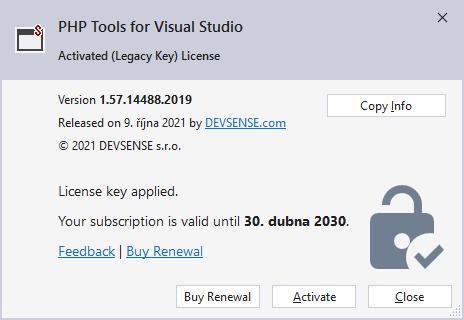 PHP Tools for Visual Studio
Activated (Legacy Key) License
Version 1.57.14488.2019
Copy Info
Released on 9. října 2021 by DEVSENSE.com
© 2021 DEVSENSE s.r.o.
License key applied.
Your subscription is valid until 30. dubna 2030.
Feedback | Buy Renewal
Buy Renewal
Activate
Close